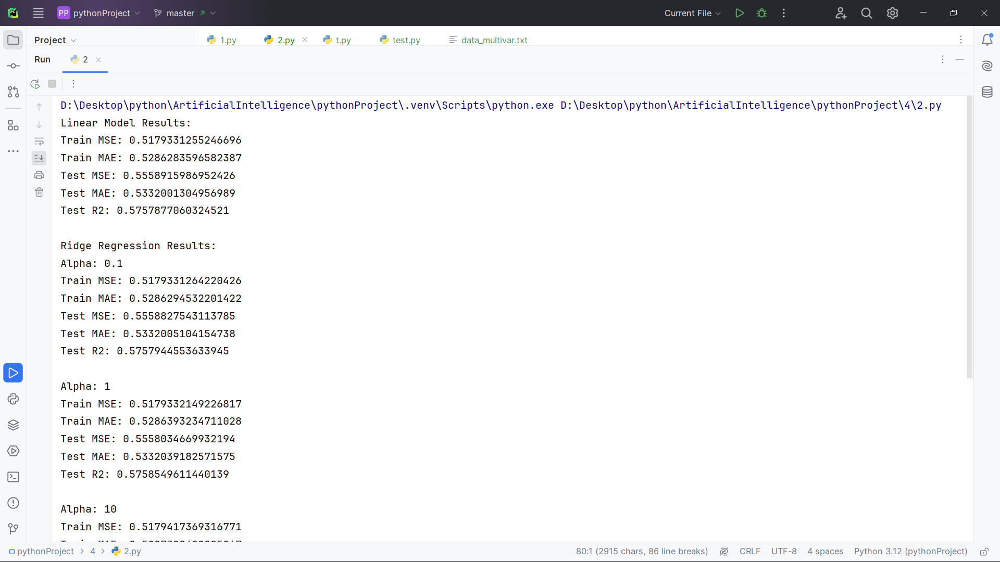 PP pythonProject master Current File
Project 1.py 2.py t.py test.py data_multivar.txt
Run 2
D:\Desktop\python\ArtificialIntelligence\pythonProject\.venv\Scripts\python.exe D:\Desktop\python\ArtificialIntelligence\pythonProject\4\2.py
Linear Model Results:
Train MSE: 0.5179331255246696
Train MAE: 0.5286283596582387
Test MSE: 0.5558915986952426
Test MAE: 0.5332001304956989
Test R2: 0.5757877060324521
Ridge Regression Results:
Alpha: 0.1
Train MSE: 0.5179331264220426
Train MAE: 0.5286294532201422
Test MSE: 0.5558827543113785
Test MAE: 0.5332005104154738
Test R2: 0.5757944553633945
Alpha: 1
Train MSE: 0.5179332149226817
Train MAE: 0.5286393234711028
Test MSE: 0.5558034669932194
Test MAE: 0.5332039182571575
Test R2: 0.5758549611440139
Alpha: 10
Train MSE: 0.5179417369316771
pythonProject > 4 > 2.py 80:1 (2915 chars, 86 line breaks) CRLF UTF-8 4 spaces Python 3.12 (pythonProject)